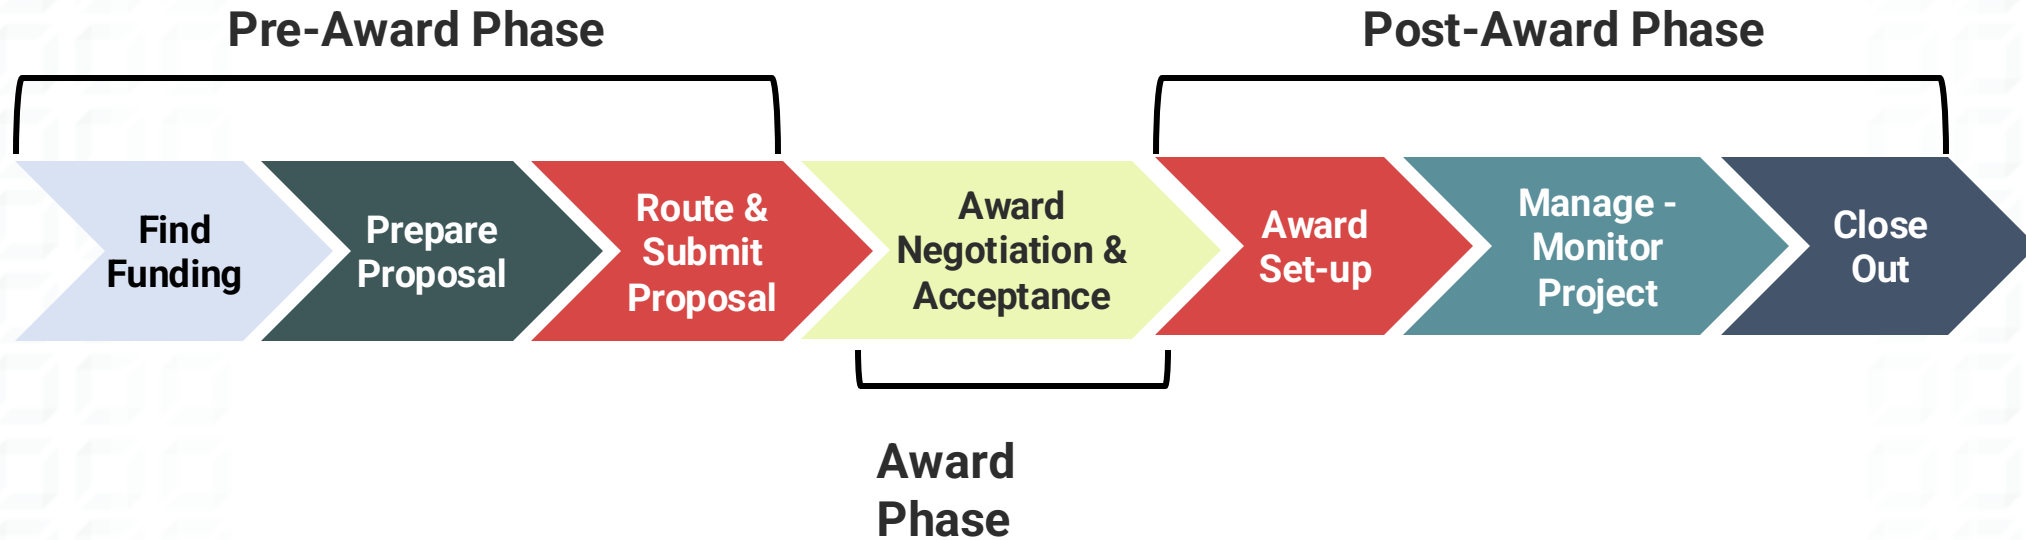 Pre-Award Phase
Post-Award Phase
Find
Funding
Prepare
Proposal
Route &
Submit
Proposal
Award
Negotiation &
Acceptance
Award
Set-up
Manage -
Monitor
Project
Close
Out
Award
Phase